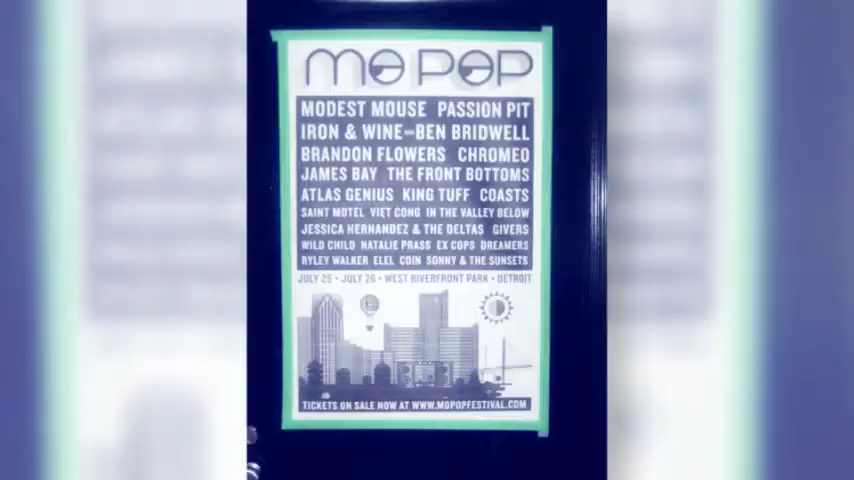 MO POP
MODEST MOUSE PASSION PIT
IRON & WINE AND BEN BRIDWELL
BRANDON FLOWERS CHROMEO
JAMES BAY THE FRONT BOTTOMS
ATLAS GENIUS KING TUFF COASTS
SAINT MOTEL VIET CONG IN THE VALLEY BELOW
JESSICA HERNANDEZ & THE DELTAS GIVERS
WILD CHILD NATALIE PRASS EX COPS DREAMERS
RYLEY WALKER ELEL COIN SONNY & THE SUNSETS
JULY 25 • JULY 26 • WEST RIVERFRONT PARK • DETROIT
TICKETS ON SALE NOW AT WWW.MOPOPFESTIVAL.COM